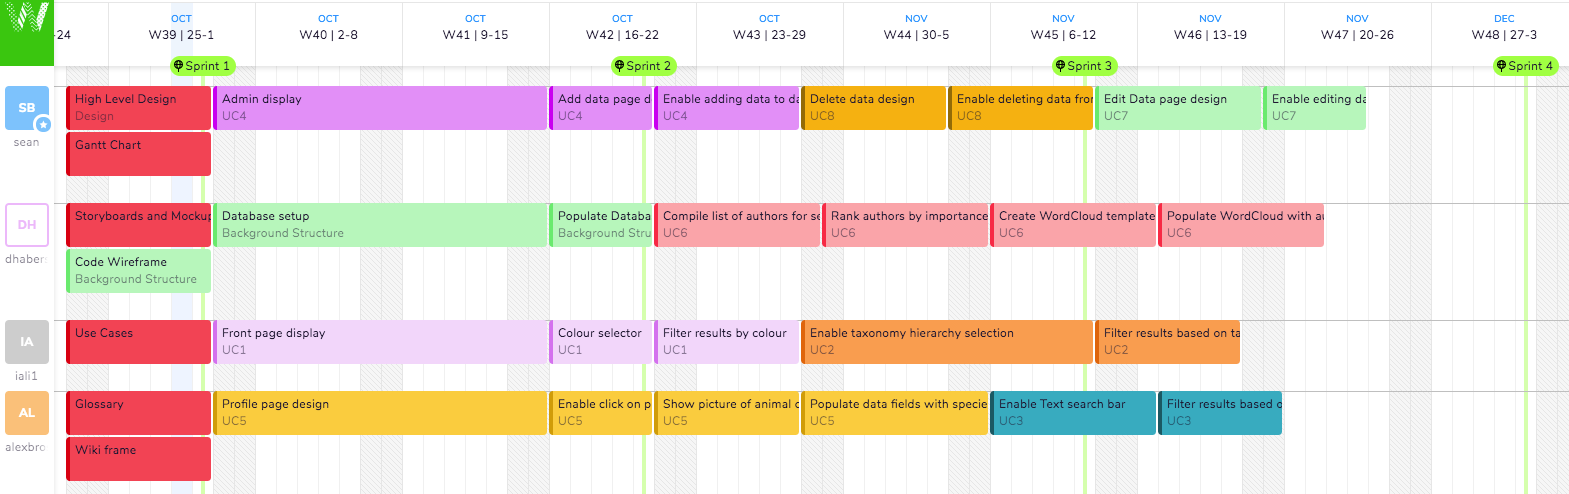 W
-24
OCT
W39 | 25-1
OCT
W40 | 2-8
OCT
W41 | 9-15
OCT
W42 | 16-22
OCT
W43 | 23-29
NOV
W44 | 30-5
NOV
W45 | 6-12
NOV
W46 | 13-19
NOV
W47 | 20-26
DEC
W48 | 27-3
Sprint 1
Sprint 2
Sprint 3
Sprint 4
SB
sean
High Level Design
Design
Admin display
UC4
Add data page d
UC4
Enable adding data to da
UC4
Delete data design
UC8
Enable deleting data fror
UC8
Edit Data page design
UC7
Enable editing da
UC7
Gantt Chart
DH
dhaber
Storyboards and Mockup
Database setup
Background Structure
Populate Databa
Background Stru
Compile list of authors for se
UC6
Rank authors by importance
UC6
Create WordCloud template
UC6
Populate WordCloud with au
UC6
Code Wireframe
Background Structure
IA
iali1
Use Cases
Front page display
UC1
Colour selector
UC1
Filter results by colour
UC1
Enable taxonomy hierarchy selection
UC2
Filter results based on ta
UC2
AL
alexbro
Glossary
Profile page design
UC5
Enable click on p
UC5
Show picture of animal c
UC5
Populate data fields with specie
UC5
Enable Text search bar
UC3
Filter results based o
UC3
Wiki frame